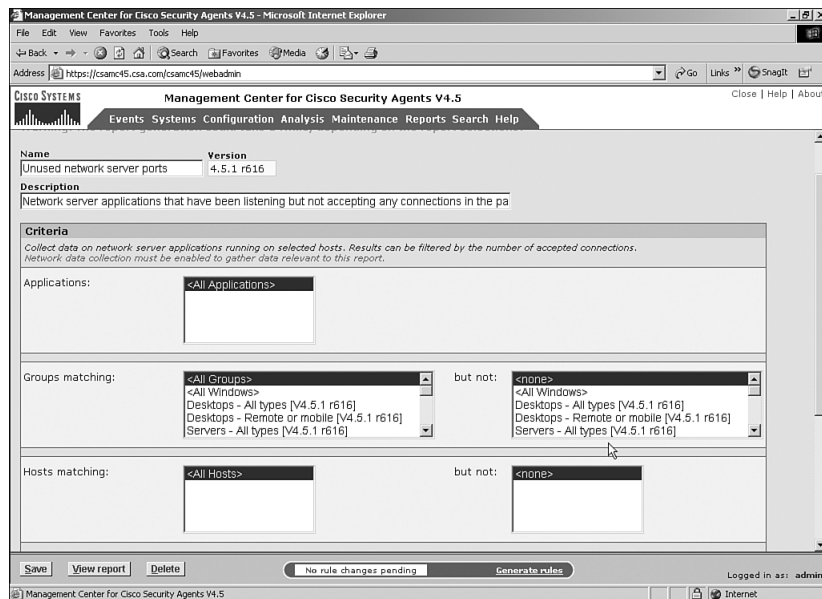 Management Center for Cisco Security Agents V4.5 - Microsoft Internet Explorer
File Edit View Favorites Tools Help
Back Search Favorites Media
Address https://csamc45.csa.com/csamc45/webadmin Go Links » SnagIt
CISCO SYSTEMS
Management Center for Cisco Security Agents V4.5
Close | Help | About
Events Systems Configuration Analysis Maintenance Reports Search Help
Name Version
Unused network server ports 4.5.1 r616
Description
Network server applications that have been listening but not accepting any connections in the pa
Criteria
Collect data on network server applications running on selected hosts. Results can be filtered by the number of accepted connections.
Network data collection must be enabled to gather data relevant to this report.
Applications: <All Applications>
Groups matching: <All Groups> but not: <none>
<All Windows> <All Windows>
Desktops - All types [V4.5.1 r616] Desktops - All types [V4.5.1 r616]
Desktops - Remote or mobile [V4.5.1 r616] Desktops - Remote or mobile [V4.5.1 r616]
Servers - All types [V4.5.1 r616] Servers - All types [V4.5.1 r616]
Hosts matching: <All Hosts> but not: <none>
Save View report Delete No rule changes pending Generate rules
Logged in as: admin
Management Center for Cisco Security Agents V4.5 Internet